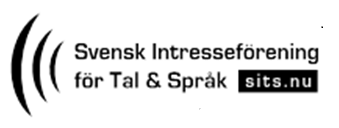 Svensk Intresseförening
för Tal & Språk sits.nu